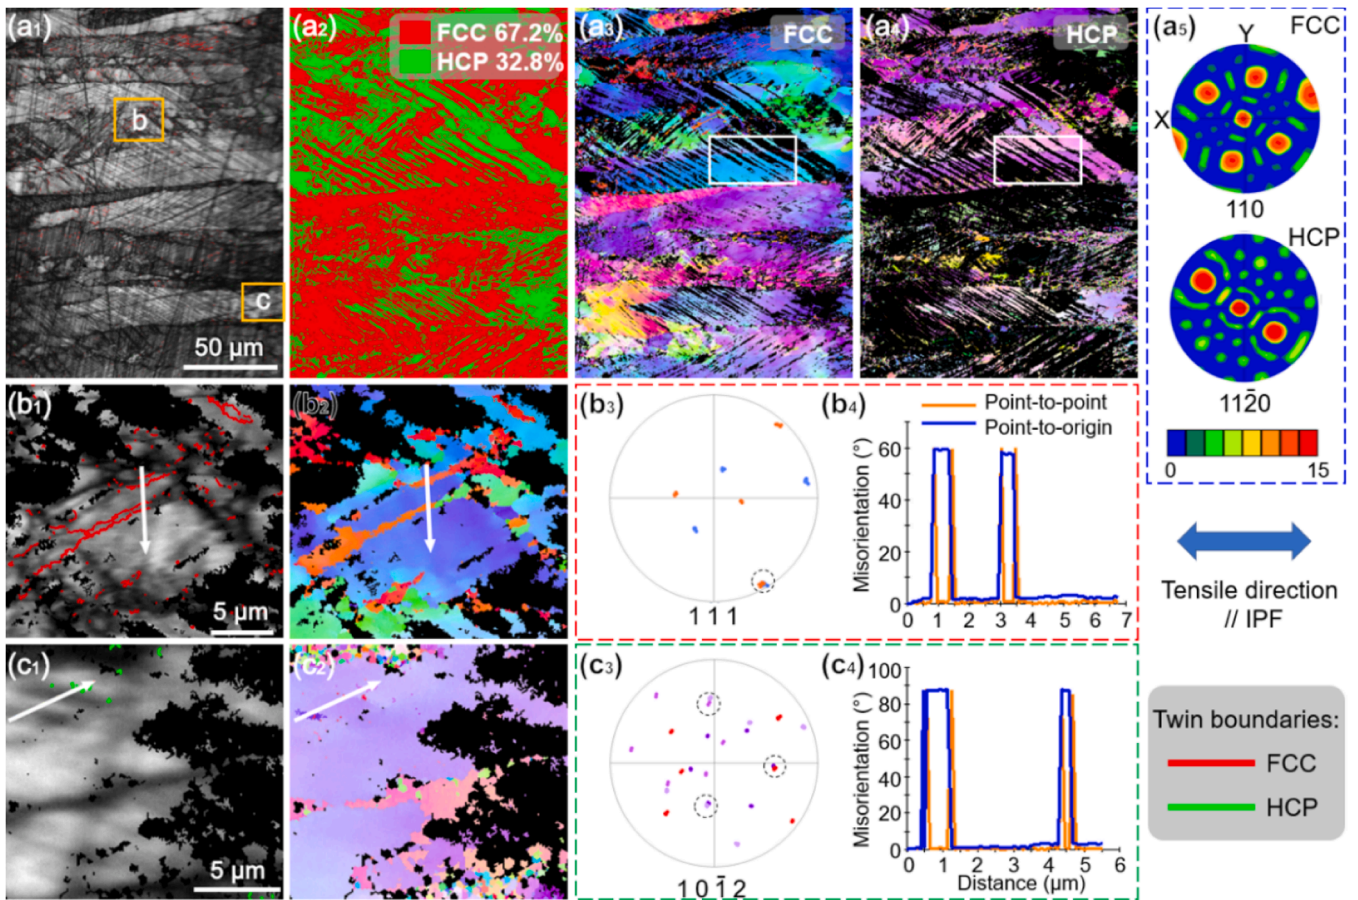 (a1)
b
c
50 μm
(a2)
FCC 67.2%
HCP 32.8%
(a3)
FCC
(a4)
HCP
(a5)
FCC
Y
X
110
HCP
112̄0
0 15
(b1)
5 μm
(b2)
(b3)
1 1 1
(b4)
Point-to-point
Point-to-origin
Misorientation (°)
60
40
20
0
0 1 2 3 4 5 6 7
Tensile direction
// IPF
(c1)
5 μm
(c2)
(c3)
1 0 1̄ 2
(c4)
Misorientation (°)
100
80
60
40
20
0
0 1 2 3 4 5 6
Distance (μm)
Twin boundaries:
FCC
HCP